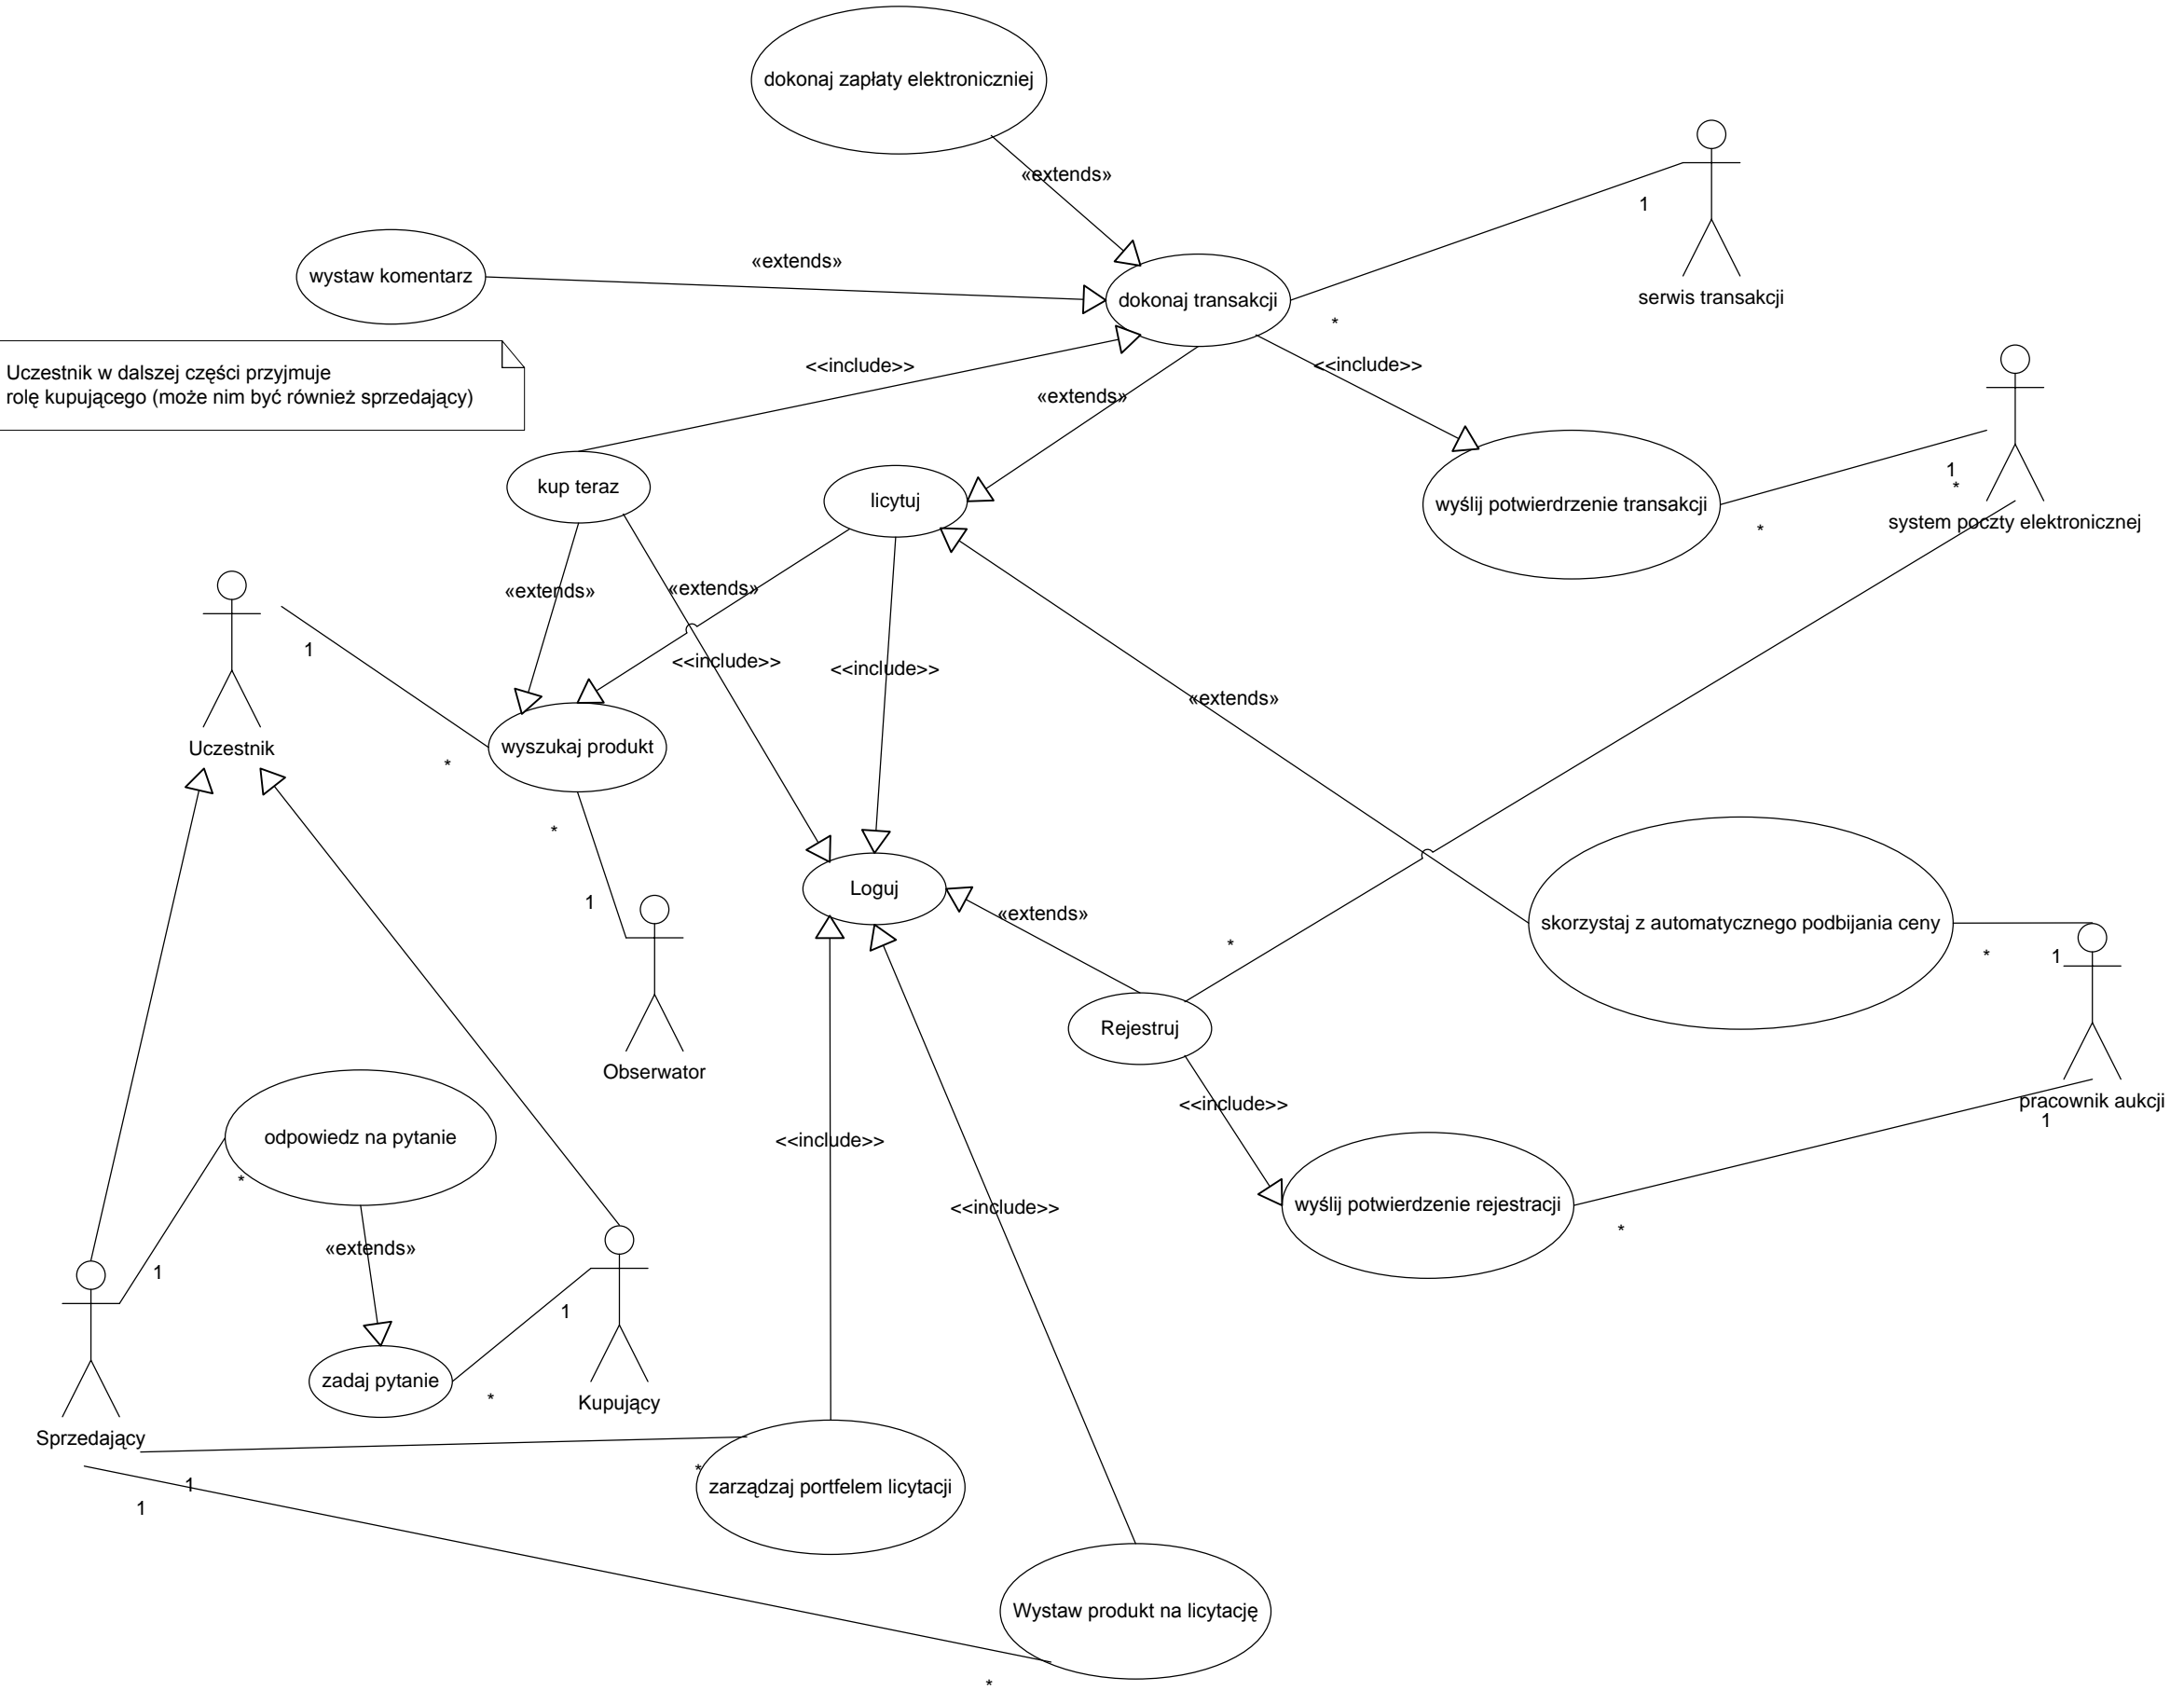 dokonaj zapłaty elektroniczniej
«extends»
1
«extends»
wystaw komentarz
dokonaj transakcji
serwis transakcji
*
Uczestnik w dalszej części przyjmuje
rolę kupującego (może nim być również sprzedający)
<<include>>
<<include>>
«extends»
kup teraz
licytuj
wyślij potwierdrzenie transakcji
1
*
*
system poczty elektronicznej
«extends»
«extends»
1
<<include>>
<<include>>
«extends»
Uczestnik
wyszukaj produkt
*
*
1
Loguj
«extends»
skorzystaj z automatycznego podbijania ceny
*
*
1
Rejestruj
Obserwator
<<include>>
pracownik aukcji
1
odpowiedz na pytanie
<<include>>
*
<<include>>
wyślij potwierdzenie rejestracji
*
«extends»
1
1
zadaj pytanie
*
Kupujący
Sprzedający
*
1
zarządzaj portfelem licytacji
1
Wystaw produkt na licytację
*